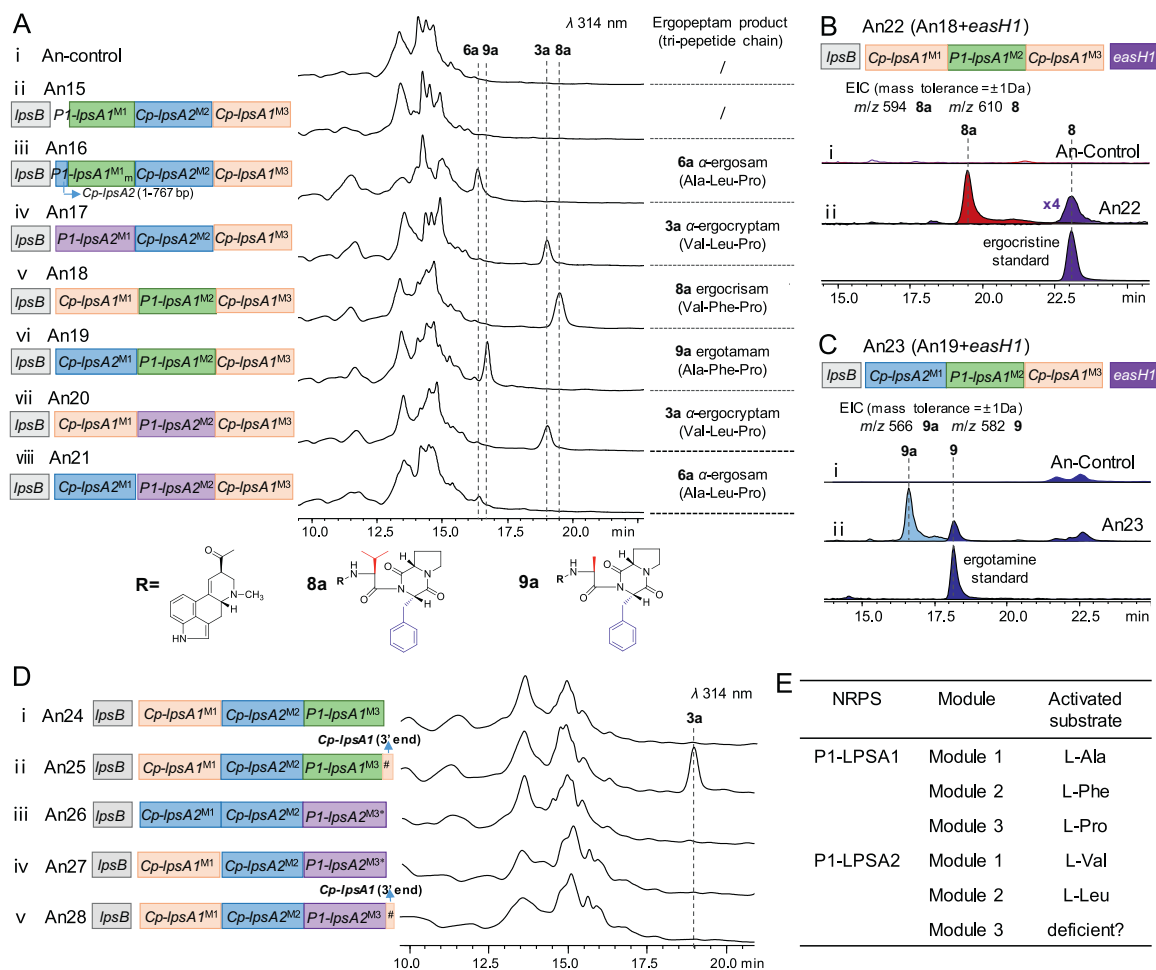 A
λ 314 nm
Ergopeptam product
(tri-pepetide chain)
6a 9a 3a 8a
i An-control
/
ii An15
lpsB P1-lpsA1M1 Cp-lpsA2M2 Cp-lpsA1M3
/
iii An16
lpsB P1-lpsA1M1m Cp-lpsA2M2 Cp-lpsA1M3
Cp-lpsA2 (1-767 bp)
6a α-ergosam
(Ala-Leu-Pro)
iv An17
lpsB P1-lpsA2M1 Cp-lpsA2M2 Cp-lpsA1M3
3a α-ergocryptam
(Val-Leu-Pro)
v An18
lpsB Cp-lpsA1M1 P1-lpsA1M2 Cp-lpsA1M3
8a ergocrisam
(Val-Phe-Pro)
vi An19
lpsB Cp-lpsA2M1 P1-lpsA1M2 Cp-lpsA1M3
9a ergotamam
(Ala-Phe-Pro)
vii An20
lpsB Cp-lpsA1M1 P1-lpsA2M2 Cp-lpsA1M3
3a α-ergocryptam
(Val-Leu-Pro)
viii An21
lpsB Cp-lpsA2M1 P1-lpsA2M2 Cp-lpsA1M3
6a α-ergosam
(Ala-Leu-Pro)
10.0 12.5 15.0 17.5 20.0 min
R=
O
H
N-CH3
HN
8a
R
HN
H
O
H
N
N
O
O
H
9a
R
HN
H
O
H
N
N
O
O
H
B
An22 (An18+easH1)
lpsB Cp-lpsA1M1 P1-lpsA1M2 Cp-lpsA1M3 easH1
EIC (mass tolerance =±1Da)
m/z 594 8a m/z 610 8
8a 8
i An-Control
ii x4 An22
ergocristine
standard
15.0 17.5 20.0 22.5 min
C
An23 (An19+easH1)
lpsB Cp-lpsA2M1 P1-lpsA1M2 Cp-lpsA1M3 easH1
EIC (mass tolerance =±1Da)
m/z 566 9a m/z 582 9
9a 9
i An-Control
ii An23
ergotamine
standard
15.0 17.5 20.0 22.5 min
D
λ 314 nm
3a
i An24 lpsB Cp-lpsA1M1 Cp-lpsA2M2 P1-lpsA1M3
Cp-lpsA1 (3' end)
ii An25 lpsB Cp-lpsA1M1 Cp-lpsA2M2 P1-lpsA1M3 #
iii An26 lpsB Cp-lpsA2M1 Cp-lpsA2M2 P1-lpsA2M3*
iv An27 lpsB Cp-lpsA1M1 Cp-lpsA2M2 P1-lpsA2M3*
Cp-lpsA1 (3' end)
v An28 lpsB Cp-lpsA1M1 Cp-lpsA2M2 P1-lpsA2M3 #
10.0 12.5 15.0 17.5 20.0 min
E
NRPS Module Activated
substrate
P1-LPSA1 Module 1 L-Ala
Module 2 L-Phe
Module 3 L-Pro
P1-LPSA2 Module 1 L-Val
Module 2 L-Leu
Module 3 deficient?